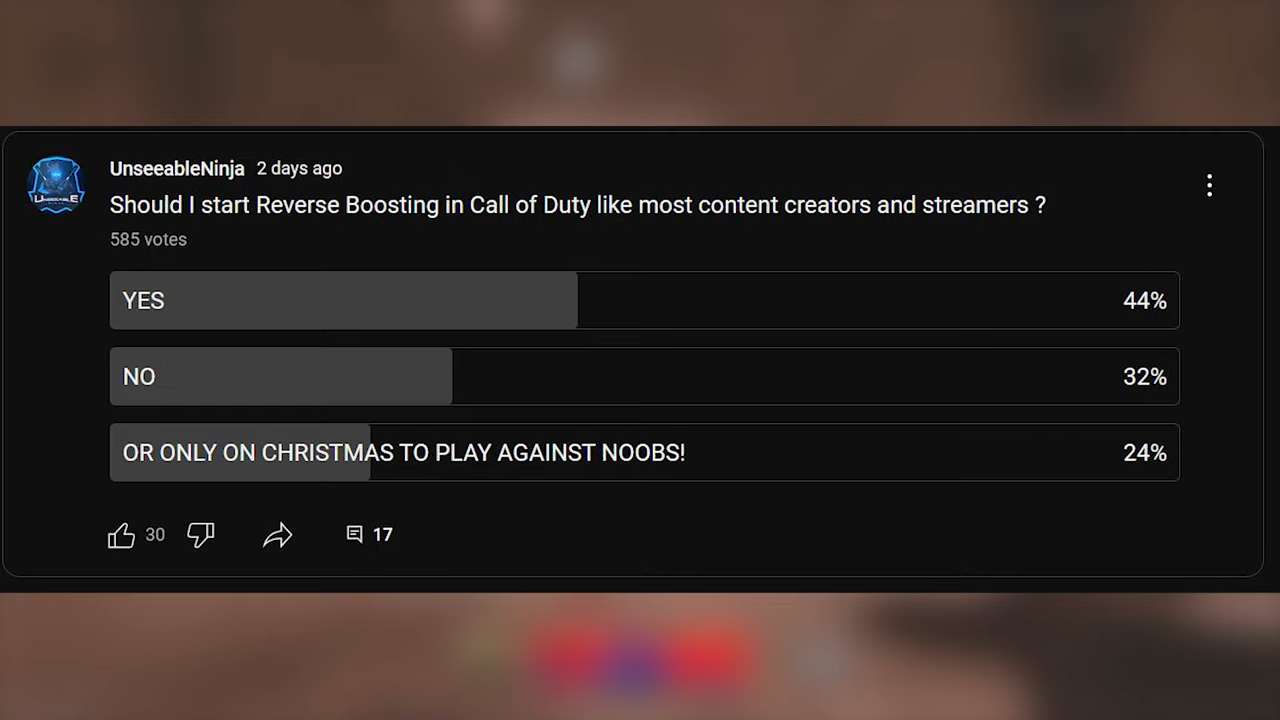 UnseeableNinja 2 days ago
Should I start Reverse Boosting in Call of Duty like most content creators and streamers ?
585 votes
YES 44%
NO 32%
OR ONLY ON CHRISTMAS TO PLAY AGAINST NOOBS! 24%
30 17